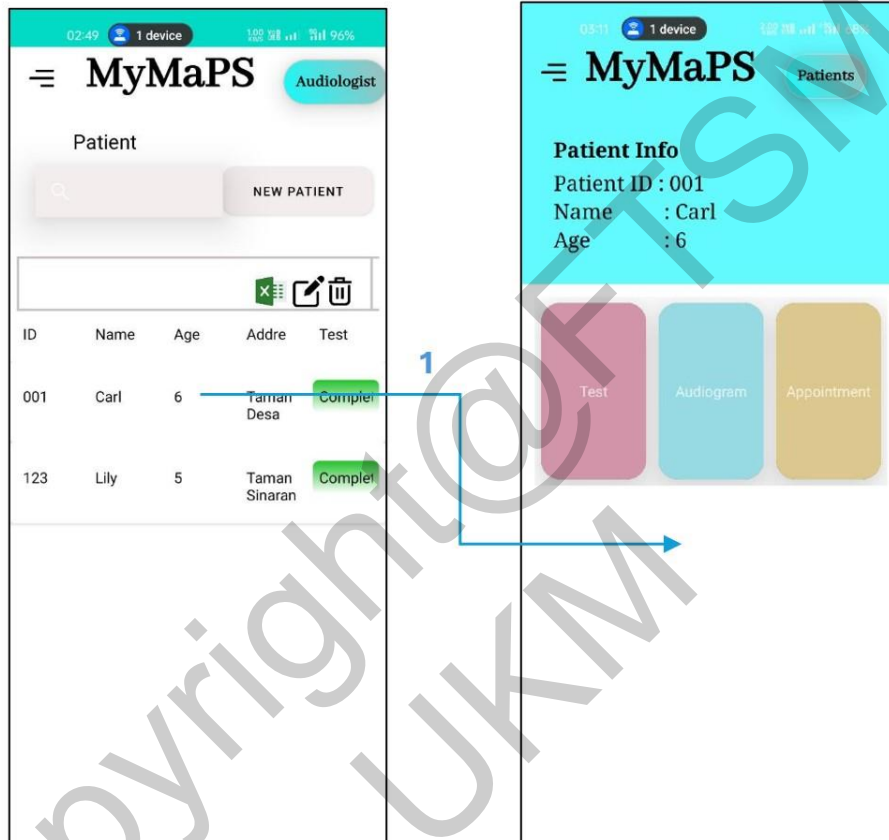 02:49 1 device 96%
MyMaPS
Audiologist
Patient
NEW PATIENT
ID Name Age Addre Test
001 Carl 6 Taman Desa Complet
123 Lily 5 Taman Sinaran Complet
1
03:11 1 device
MyMaPS
Patients
Patient Info
Patient ID : 001
Name : Carl
Age : 6
Test Audiogram Appointment
pyright@FTSM
UKM